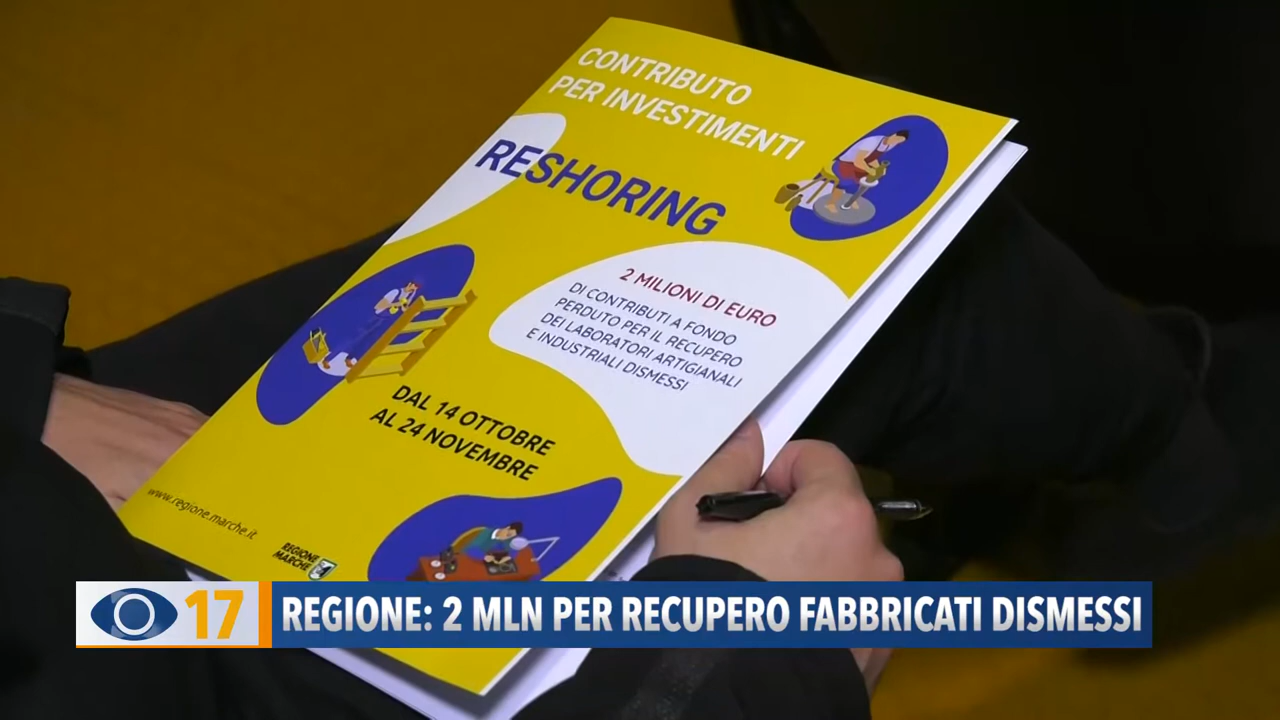 CONTRIBUTO
PER INVESTIMENTI
RESHORING
2 MILIONI DI EURO
DI CONTRIBUTI A FONDO
PERDUTO PER IL RECUPERO
DEI LABORATORI ARTIGIANALI
E INDUSTRIALI DISMESSI
DAL 14 OTTOBRE
AL 24 NOVEMBRE
www.regione.marche.it
REGIONE
MARCHE
17
REGIONE: 2 MLN PER RECUPERO FABBRICATI DISMESSI